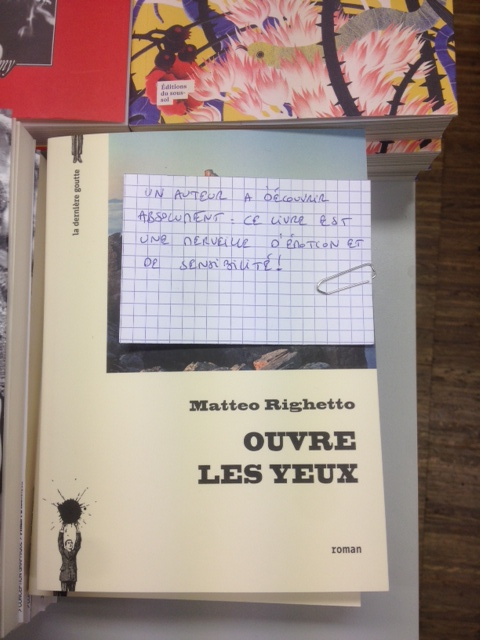 Éditions
du sous-
sol
la dernière goutte
UN AUTEUR A DÉCOUVRIR
ABSOLUMENT : CE LIVRE EST
UNE MERVEILLE D'ÉMOTION ET
DE SENSIBILITÉ !
Matteo Righetto
OUVRE
LES YEUX
roman